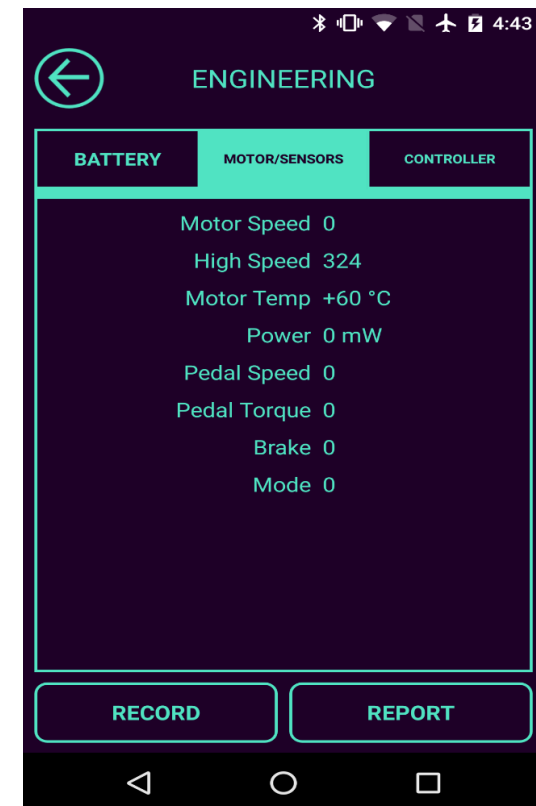 4:43
ENGINEERING
BATTERY MOTOR/SENSORS CONTROLLER
Motor Speed 0
High Speed 324
Motor Temp +60 °C
Power 0 mW
Pedal Speed 0
Pedal Torque 0
Brake 0
Mode 0
RECORD REPORT